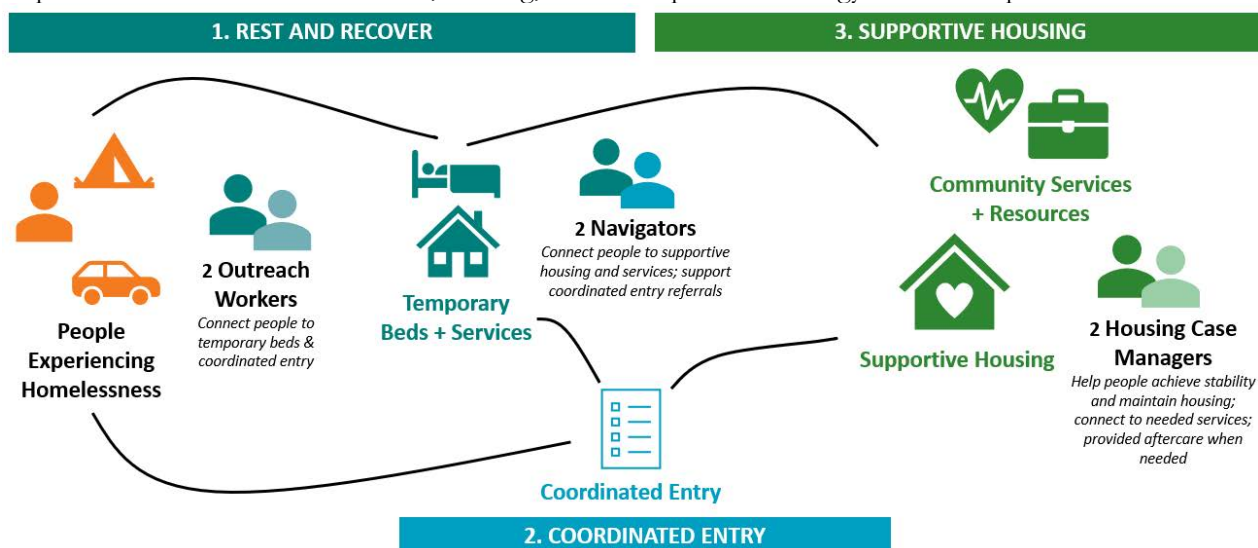 1. REST AND RECOVER
3. SUPPORTIVE HOUSING
People
Experiencing
Homelessness
2 Outreach
Workers
Connect people to
temporary beds &
coordinated entry
Temporary
Beds + Services
2 Navigators
Connect people to supportive
housing and services; support
coordinated entry referrals
Community Services
+ Resources
Supportive Housing
2 Housing Case
Managers
Help people achieve stability
and maintain housing;
connect to needed services;
provided aftercare when
needed
Coordinated Entry
2. COORDINATED ENTRY